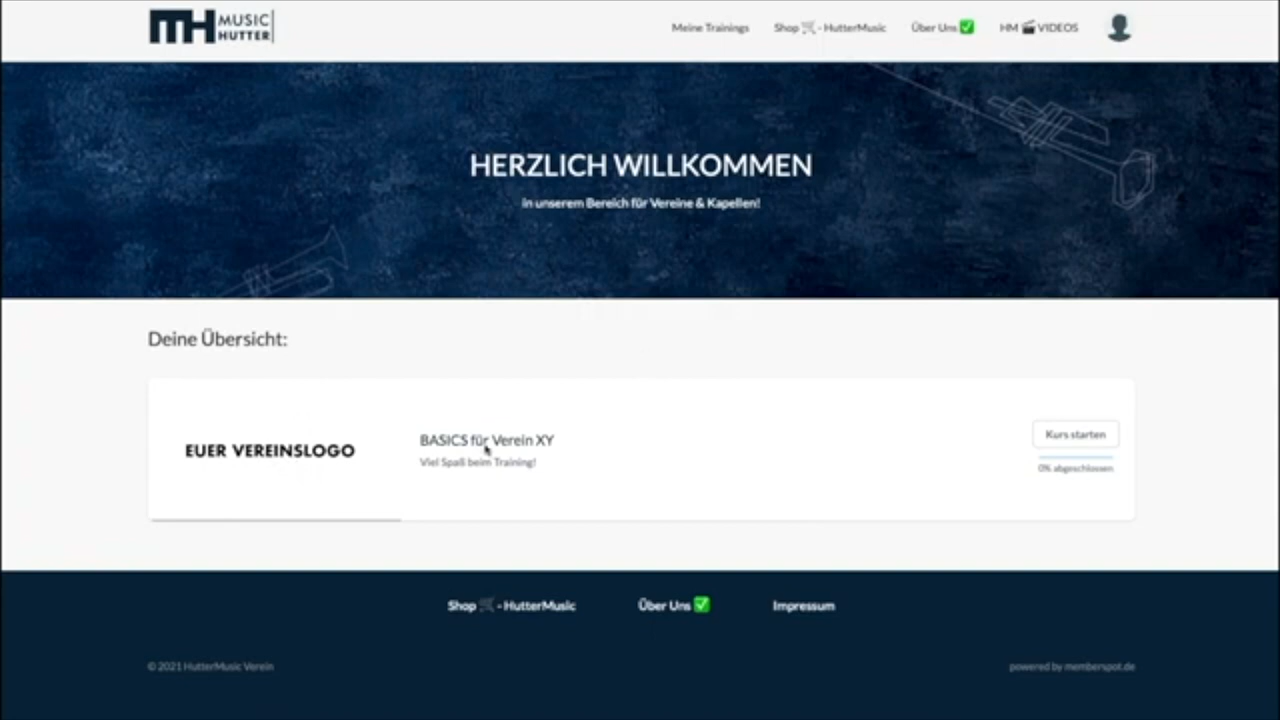 MH MUSIC
HUTTER
Meine Trainings Shop 🛒 - HutterMusic Über Uns ✅ HM 🎬 VIDEOS
HERZLICH WILLKOMMEN
in unserem Bereich für Vereine & Kapellen!
Deine Übersicht:
EUER VEREINSLOGO
BASICS für Verein XY
Viel Spaß beim Training!
Kurs starten
0% abgeschlossen
Shop 🛒 - HutterMusic Über Uns ✅ Impressum
© 2021 HutterMusic Verein powered by memberspot.de